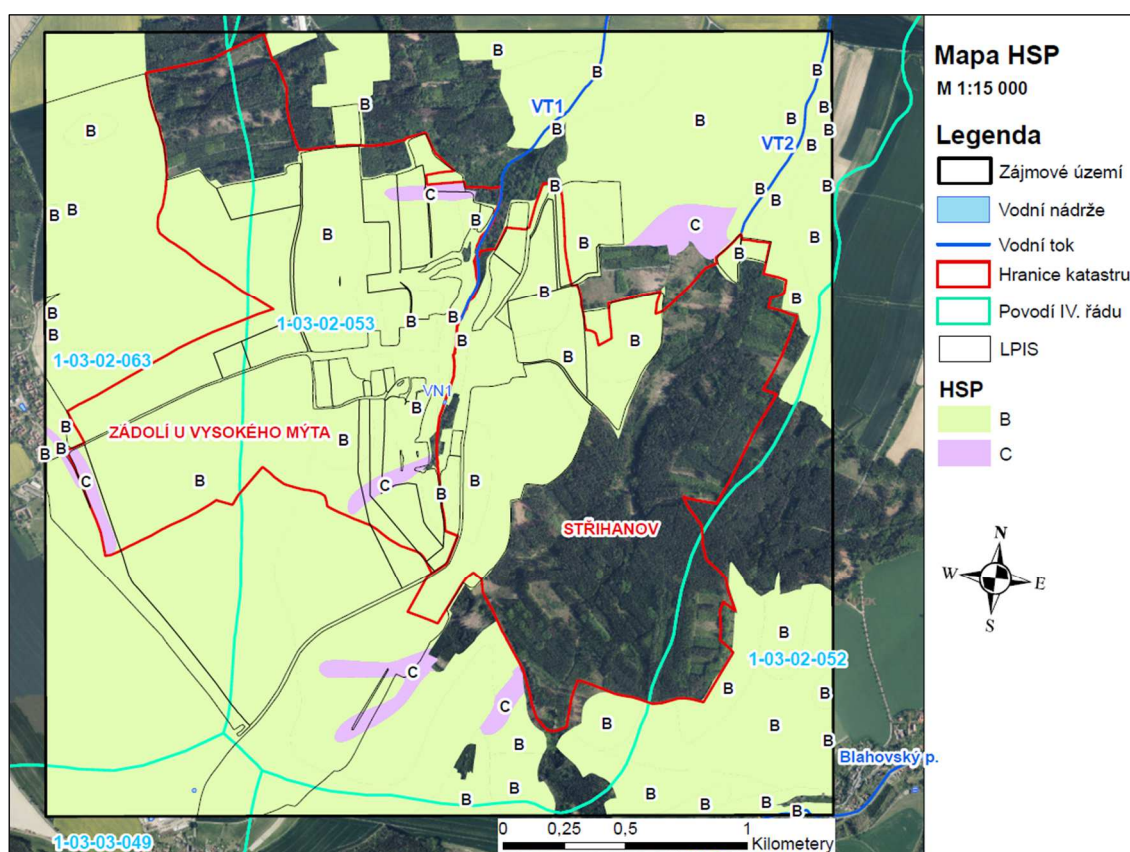 Mapa HSP
M 1:15 000
Legenda
Zájmové území
Vodní nádrže
Vodní tok
Hranice katastru
Povodí IV. řádu
LPIS
HSP
B
C
N
W E
S
B
B
VT1
B
B
B
B
B
B
VT2
B
B
B
B
B
B
B
C
B
B
B
B
C
B
B
B
B
B
B
B
B
1-03-02-053
B
B
B
B
1-03-02-063
B
B
VN1
B
ZÁDOLÍ U VYSOKÉHO MÝTA
B
B
B
B
C
B
C
B
B
STŘIHANOV
B
1-03-02-052
C
B
B
C
B
B
B
B
B
Blahovský p.
B
B
B
B
B
B
0 0,25 0,5 1
Kilometery
1-03-03-049